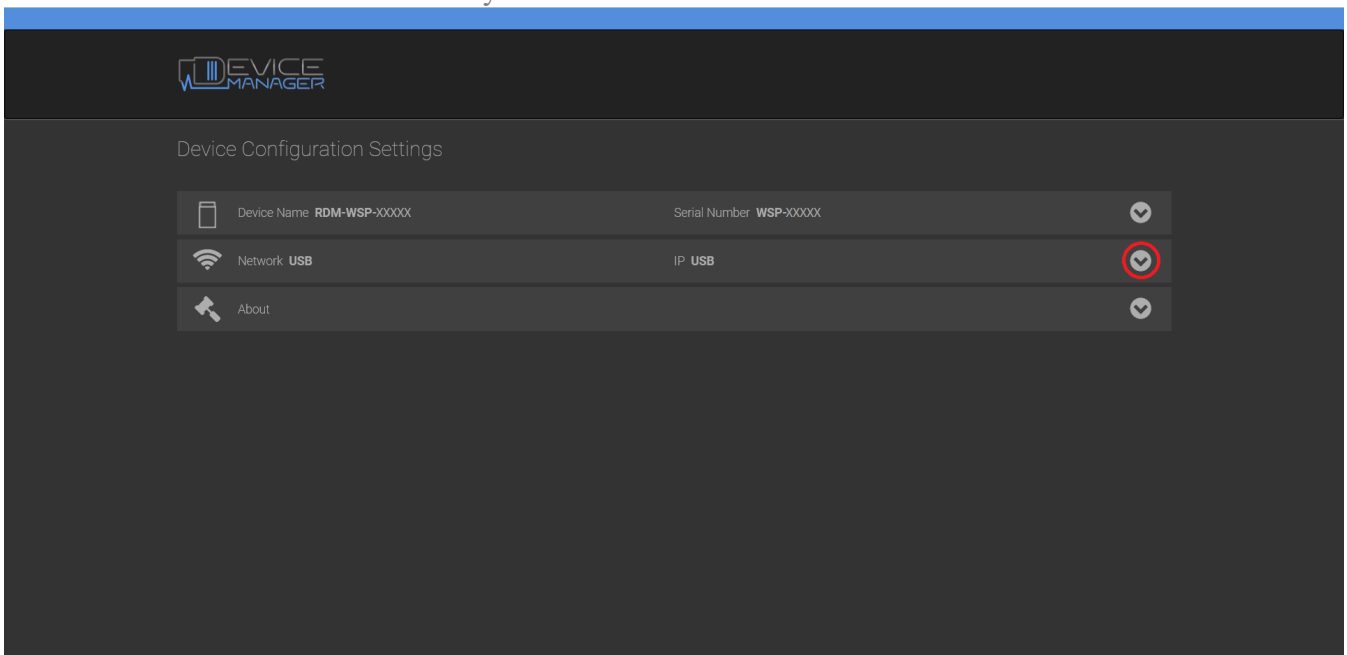 DEVICE
MANAGER
Device Configuration Settings
Device Name RDM-WSP-XXXXX Serial Number WSP-XXXXX
Network USB IP USB
About